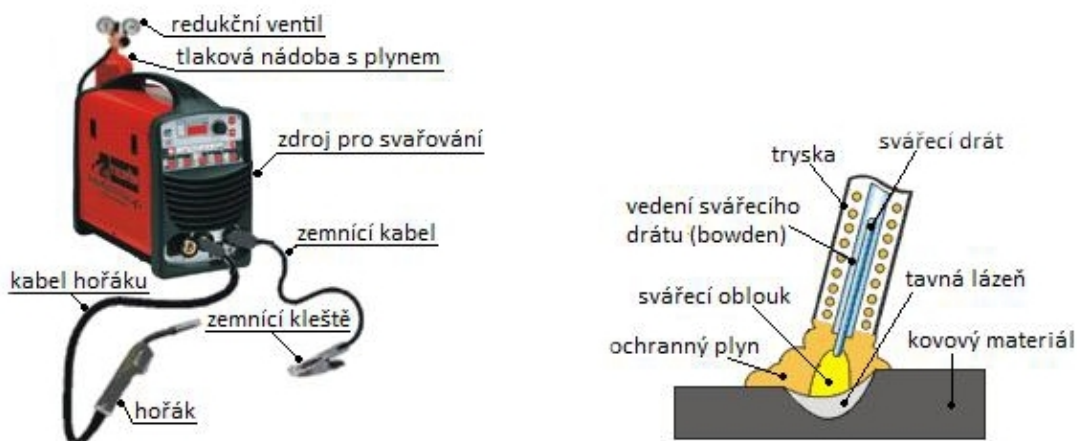 redukční ventil
tlaková nádoba s plynem
zdroj pro svařování
zemnící kabel
kabel hořáku
zemnící kleště
hořák
svářecí drát
tryska
vedení svářecího
drátu (bowden)
tavná lázeň
svářecí oblouk
ochranný plyn
kovový materiál